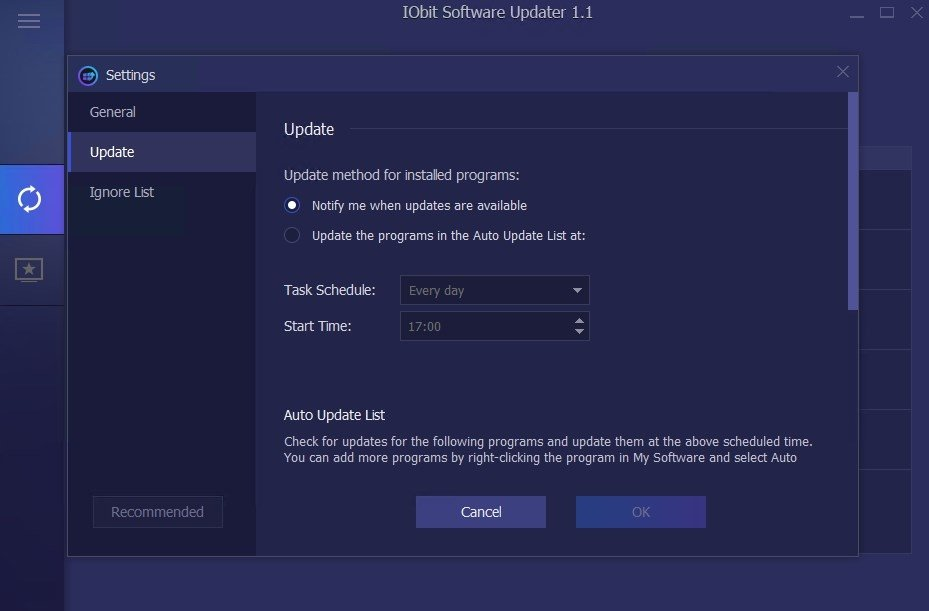 IObit Software Updater 1.1
Settings
General
Update
Ignore List
Recommended
Update
Update method for installed programs:
Notify me when updates are available
Update the programs in the Auto Update List at:
Task Schedule: Every day
Start Time: 17:00
Auto Update List
Check for updates for the following programs and update them at the above scheduled time.
You can add more programs by right-clicking the program in My Software and select Auto
Cancel OK